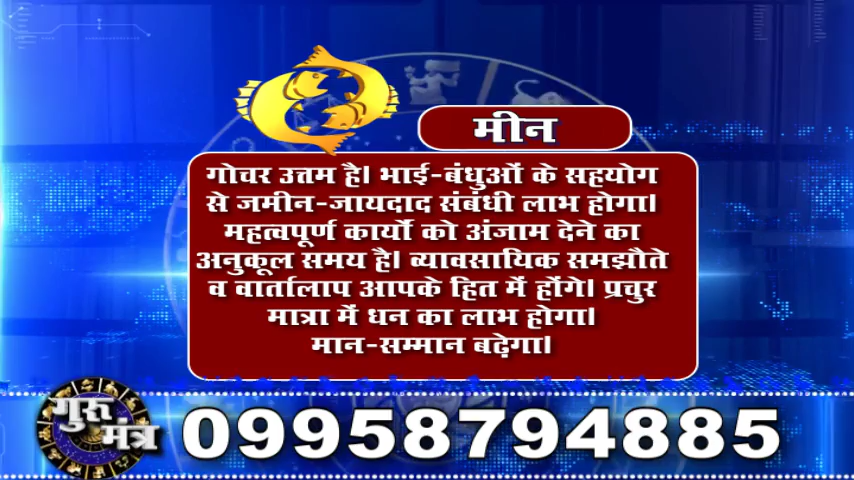 मीन
गोचर उत्तम है। भाई-बंधुओं के सहयोग
से जमीन-जायदाद संबंधी लाभ होगा।
महत्वपूर्ण कार्यों को अंजाम देने का
अनुकूल समय है। व्यावसायिक समझौते
व वार्तालाप आपके हित में होंगे। प्रचुर
मात्रा में धन का लाभ होगा।
मान-सम्मान बढ़ेगा।
गुरू
मंत्र
09958794885